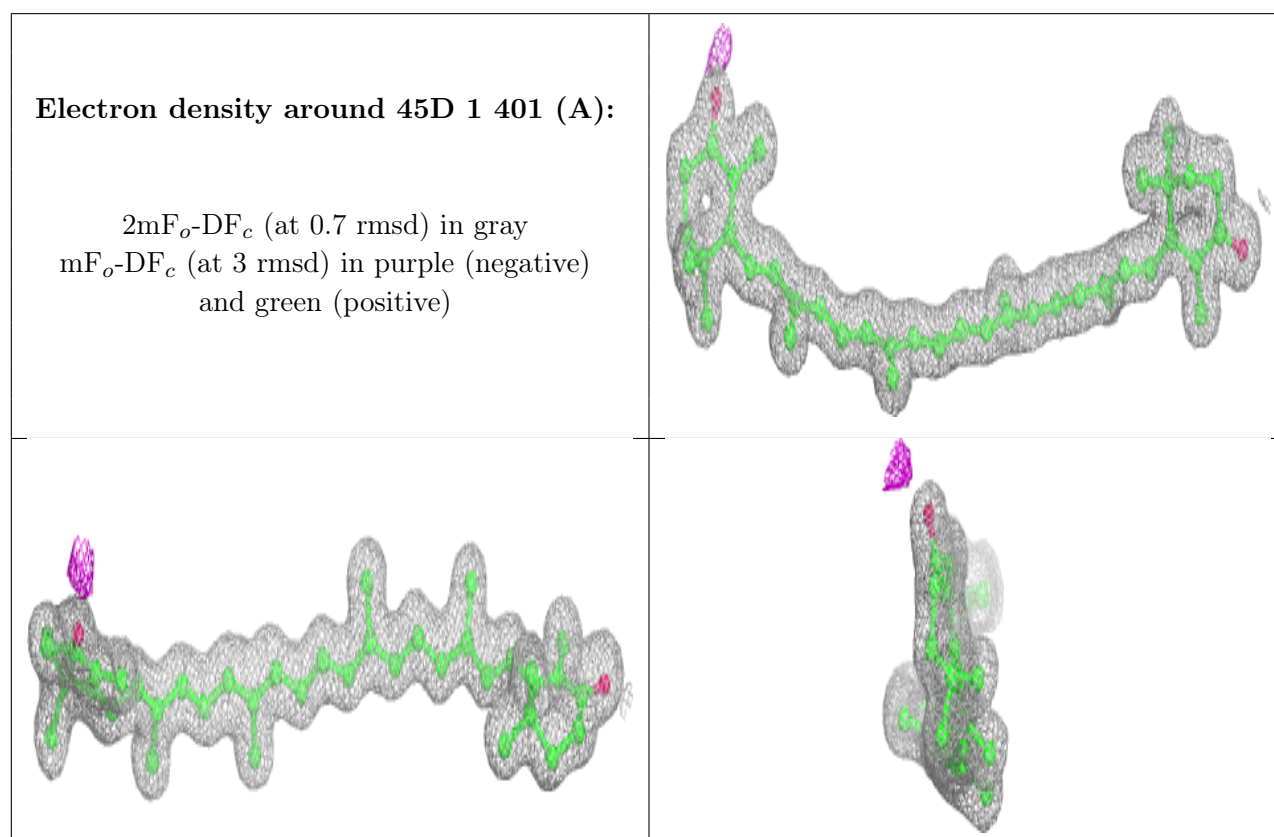 Electron density around 45D 1 401 (A):
2mFₒ-DF𝒸 (at 0.7 rmsd) in gray
mFₒ-DF𝒸 (at 3 rmsd) in purple (negative)
and green (positive)